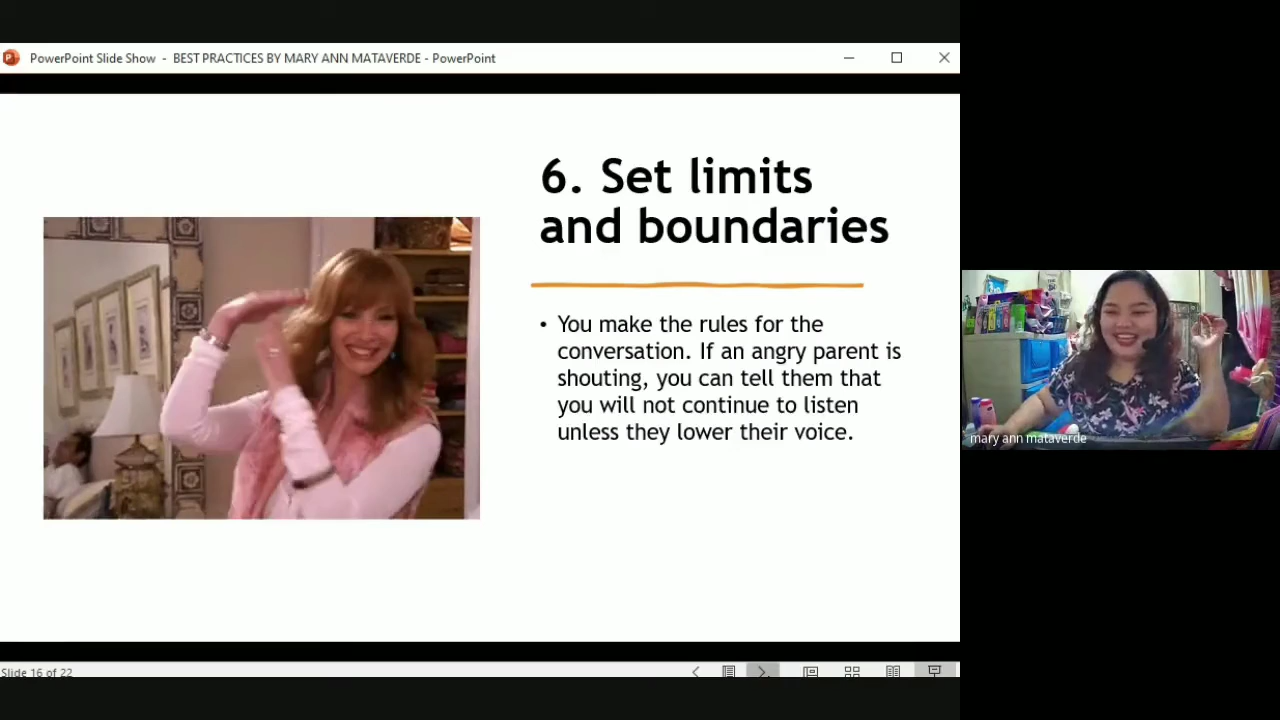 PowerPoint Slide Show - BEST PRACTICES BY MARY ANN MATAVERDE - PowerPoint
6. Set limits
and boundaries
• You make the rules for the
conversation. If an angry parent is
shouting, you can tell them that
you will not continue to listen
unless they lower their voice.
mary ann mataverde
Slide 16 of 22